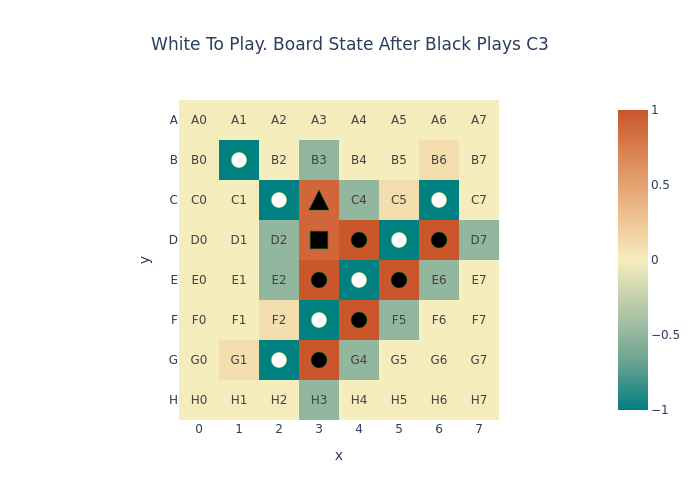 White To Play. Board State After Black Plays C3
A A0 A1 A2 A3 A4 A5 A6 A7
B B0 B2 B3 B4 B5 B6 B7
C C0 C1 C4 C5 C7
D D0 D1 D2 D7
E E0 E1 E2 E6 E7
F F0 F1 F2 F5 F6 F7
G G0 G1 G4 G5 G6 G7
H H0 H1 H2 H3 H4 H5 H6 H7
0 1 2 3 4 5 6 7
x
y
1
0.5
0
−0.5
−1